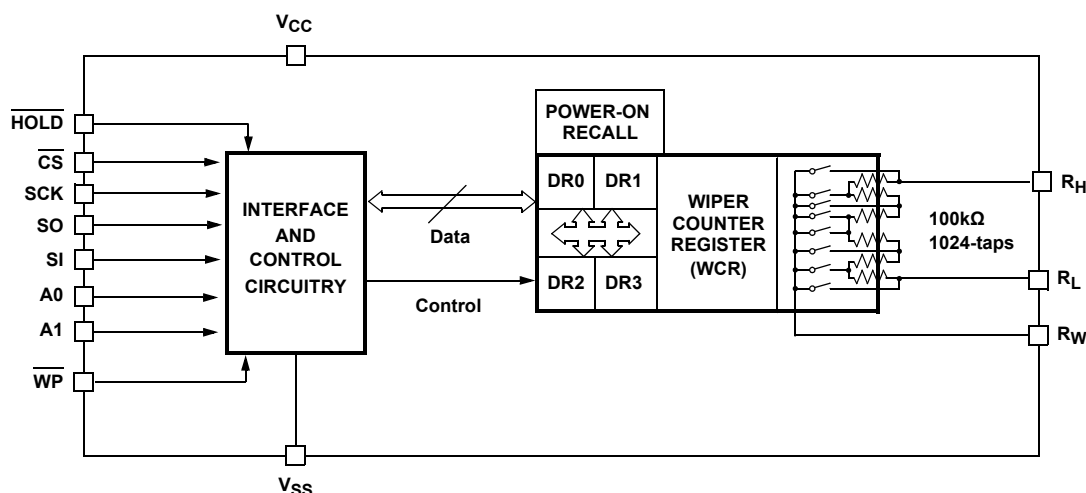 VCC
HOLD
CS
SCK
SO
SI
A0
A1
WP
INTERFACE
AND
CONTROL
CIRCUITRY
Data
Control
POWER-ON
RECALL
DR0 DR1
DR2 DR3
WIPER
COUNTER
REGISTER
(WCR)
100kΩ
1024-taps
RH
RL
RW
VSS